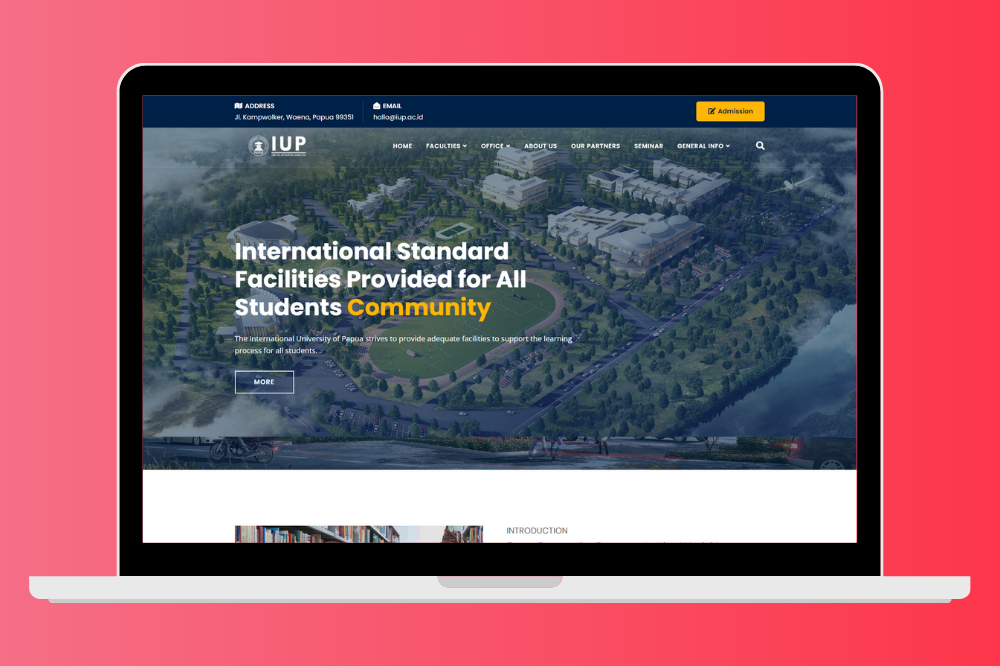 ADDRESS
Jl. Kampwolker, Waena, Papua 99351
EMAIL
hallo@iup.ac.id
Admission
IUP
HOME FACULTIES OFFICE ABOUT US OUR PARTNERS SEMINAR GENERAL INFO
International Standard
Facilities Provided for All
Students Community
The International University of Papua strives to provide adequate facilities to support the learning
process for all students.
MORE
INTRODUCTION